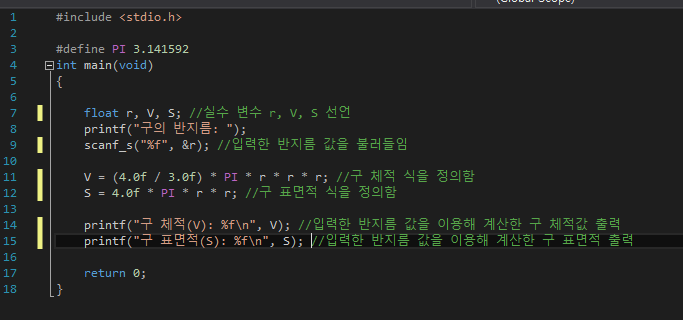 (Global Scope)
1 #include <stdio.h>
2
3 #define PI 3.141592
4 int main(void)
5 {
6
7 float r, V, S; //실수 변수 r, V, S 선언
8 printf("구의 반지름: ");
9 scanf_s("%f", &r); //입력한 반지름 값을 불러들임
10
11 V = (4.0f / 3.0f) * PI * r * r * r; //구 체적 식을 정의함
12 S = 4.0f * PI * r * r; //구 표면적 식을 정의함
13
14 printf("구 체적(V): %f\n", V); //입력한 반지름 값을 이용해 계산한 구 체적값 출력
15 printf("구 표면적(S): %f\n", S); //입력한 반지름 값을 이용해 계산한 구 표면적 출력
16
17 return 0;
18 }